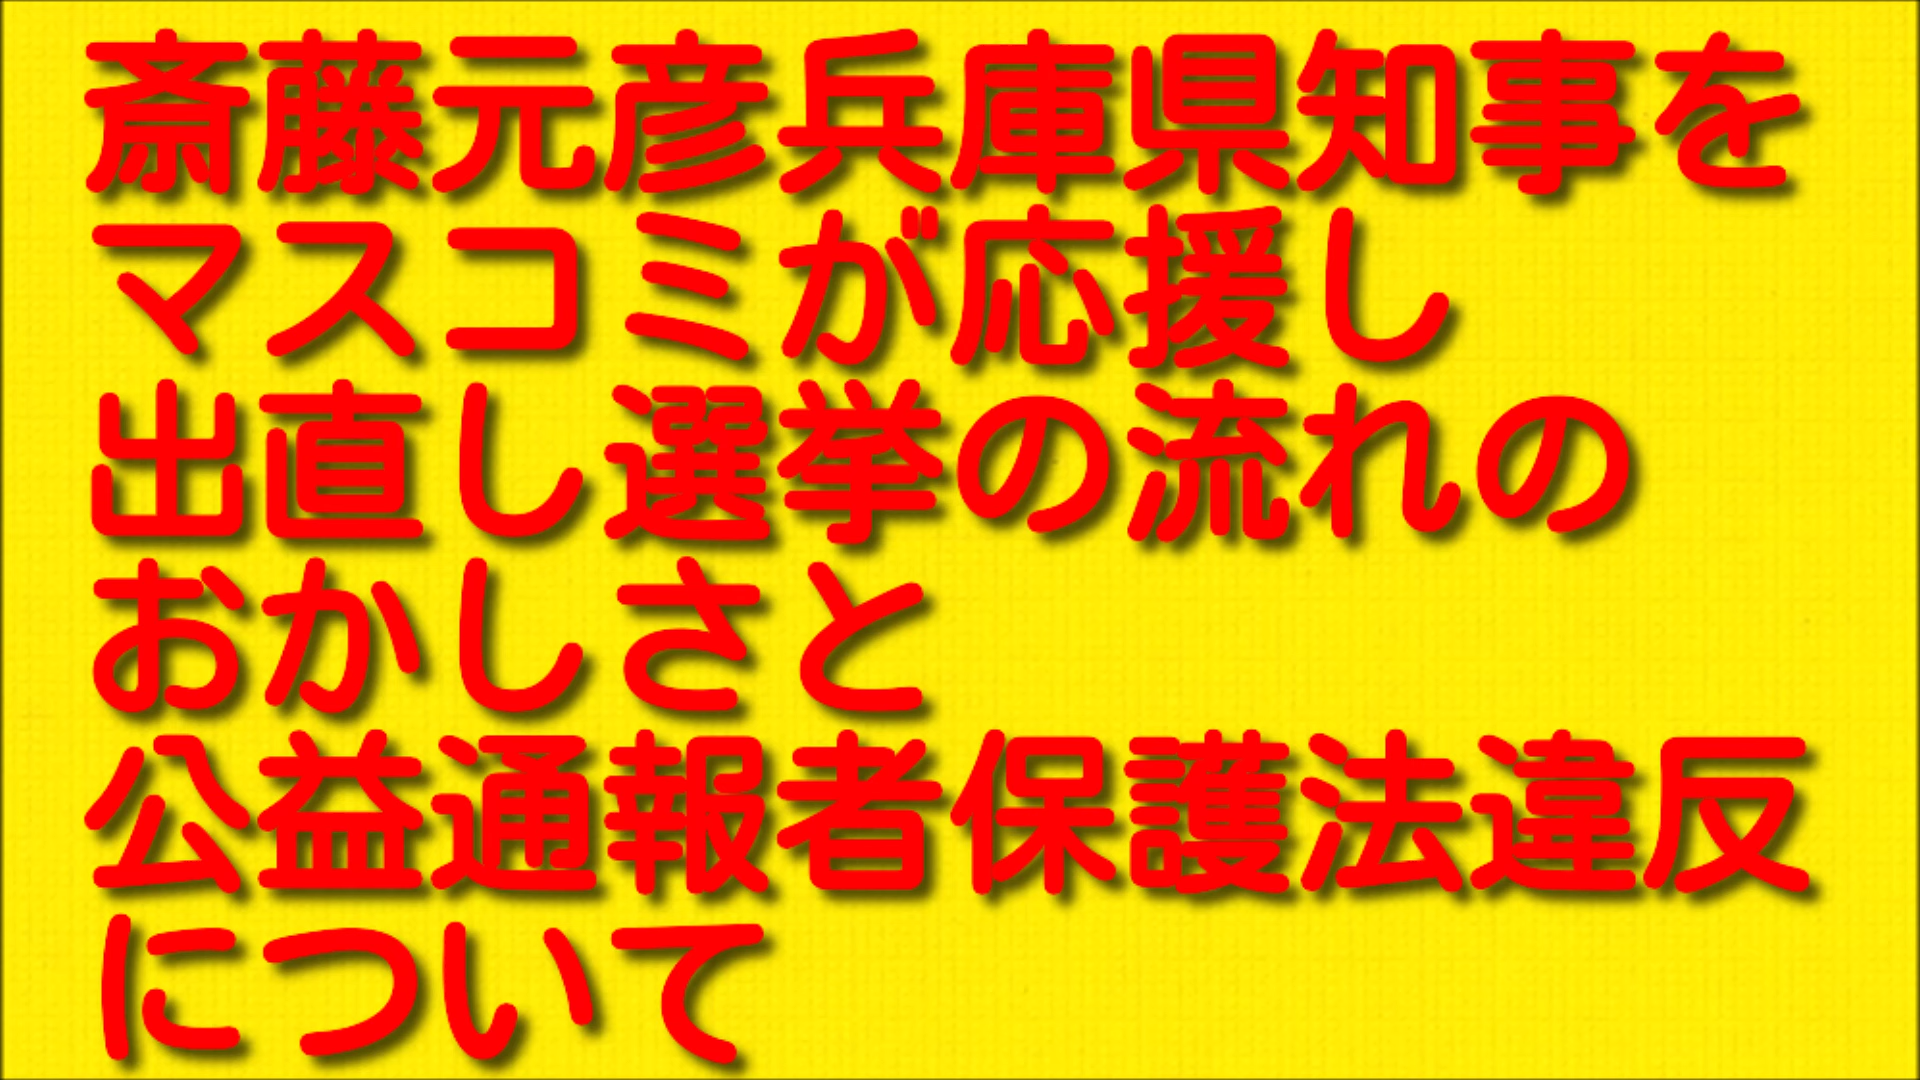 斎藤元彦兵庫県知事を
マスコミが応援し
出直し選挙の流れの
おかしさと
公益通報者保護法違反
について